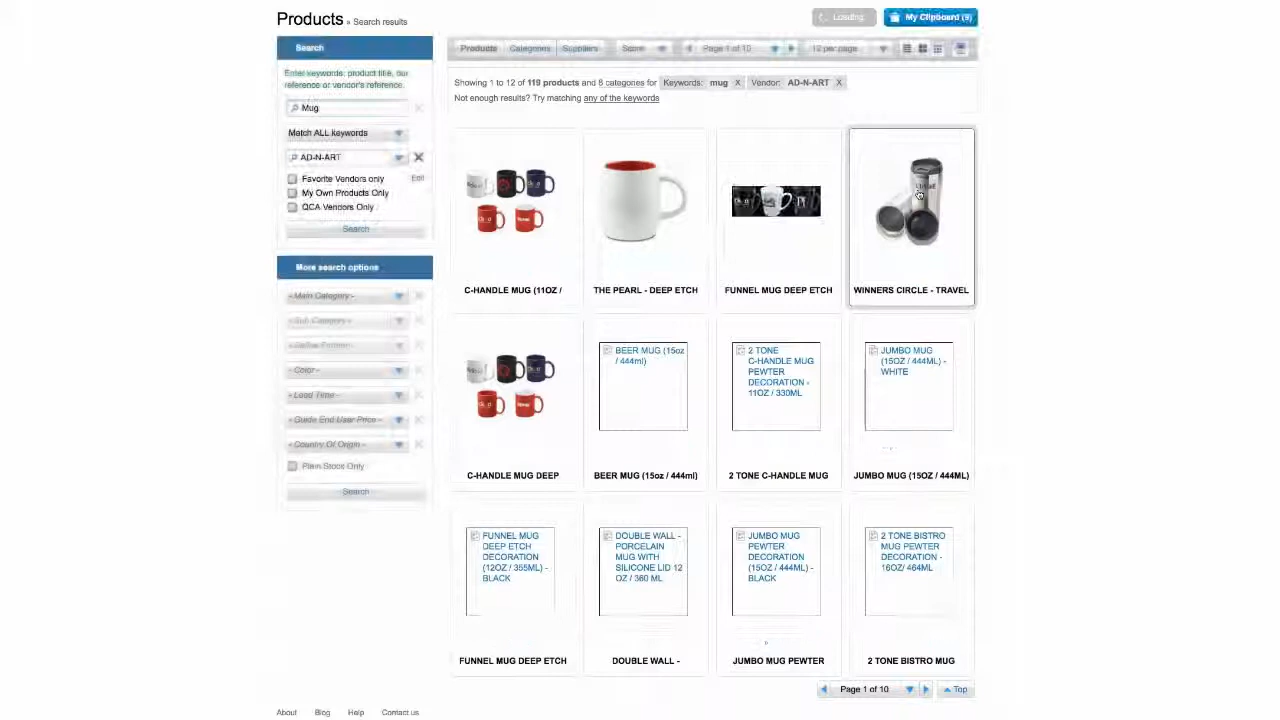 Products » Search results
Loading
My Clipboard (9)
Search
Enter keywords: product title, our
reference or vendor's reference.
Mug
Match ALL keywords
AD-N-ART
Favorite Vendors only
Edit
My Own Products Only
QCA Vendors Only
Search
More search options
- Main Category -
- Sub Category -
- Color -
- Lead Time -
- Guide End User Price -
- Country Of Origin -
Plain Stock Only
Search
Products Categories Suppliers Score Page 1 of 10 12 per page
Showing 1 to 12 of 119 products and 8 categories for Keywords: mug X Vendor: AD-N-ART X
Not enough results? Try matching any of the keywords
C-HANDLE MUG (11OZ /
THE PEARL - DEEP ETCH
FUNNEL MUG DEEP ETCH
WINNERS CIRCLE - TRAVEL
BEER MUG (15oz
/ 444ml)
2 TONE
C-HANDLE MUG
PEWTER
DECORATION -
11OZ / 330ML
JUMBO MUG
(15OZ / 444ML) -
WHITE
C-HANDLE MUG DEEP
BEER MUG (15oz / 444ml)
2 TONE C-HANDLE MUG
JUMBO MUG (15OZ / 444ML)
FUNNEL MUG
DEEP ETCH
DECORATION
(12OZ / 355ML) -
BLACK
DOUBLE WALL -
PORCELAIN
MUG WITH
SILICONE LID 12
OZ / 360 ML
JUMBO MUG
PEWTER
DECORATION
(15OZ / 444ML) -
BLACK
2 TONE BISTRO
MUG PEWTER
DECORATION -
16OZ/ 464ML
FUNNEL MUG DEEP ETCH
DOUBLE WALL -
JUMBO MUG PEWTER
2 TONE BISTRO MUG
Page 1 of 10
Top
About Blog Help Contact us